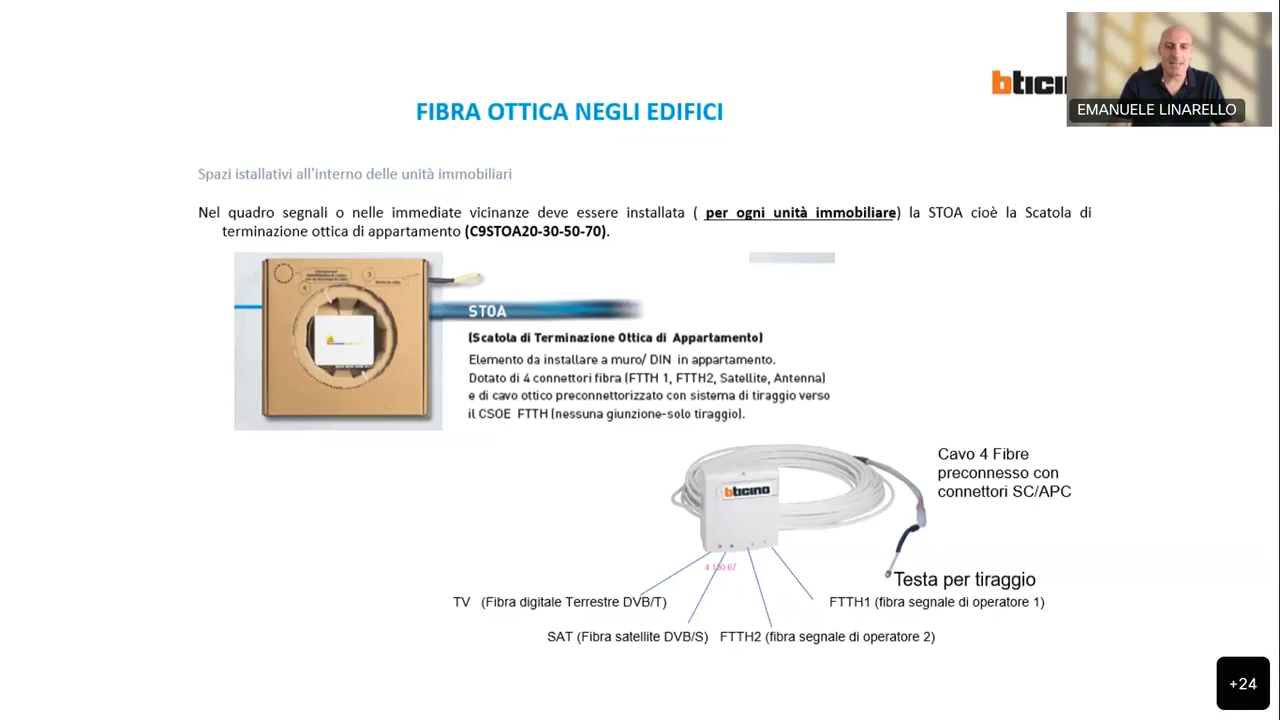 bticino
EMANUELE LINARELLO
FIBRA OTTICA NEGLI EDIFICI
Spazi istallativi all'interno delle unità immobiliari
Nel quadro segnali o nelle immediate vicinanze deve essere installata ( per ogni unità immobiliare) la STOA cioè la Scatola di
terminazione ottica di appartamento (C9STOA20-30-50-70).
STOA
(Scatola di Terminazione Ottica di Appartamento)
Elemento da installare a muro/ DIN in appartamento.
Dotato di 4 connettori fibra (FTTH 1, FTTH2, Satellite, Antenna)
e di cavo ottico preconnettorizzato con sistema di tiraggio verso
il CSOE FTTH (nessuna giunzione-solo tiraggio).
Cavo 4 Fibre
preconnesso con
connettori SC/APC
bticino
Testa per tiraggio
TV (Fibra digitale Terrestre DVB/T)
FTTH1 (fibra segnale di operatore 1)
SAT (Fibra satellite DVB/S)
FTTH2 (fibra segnale di operatore 2)
+24